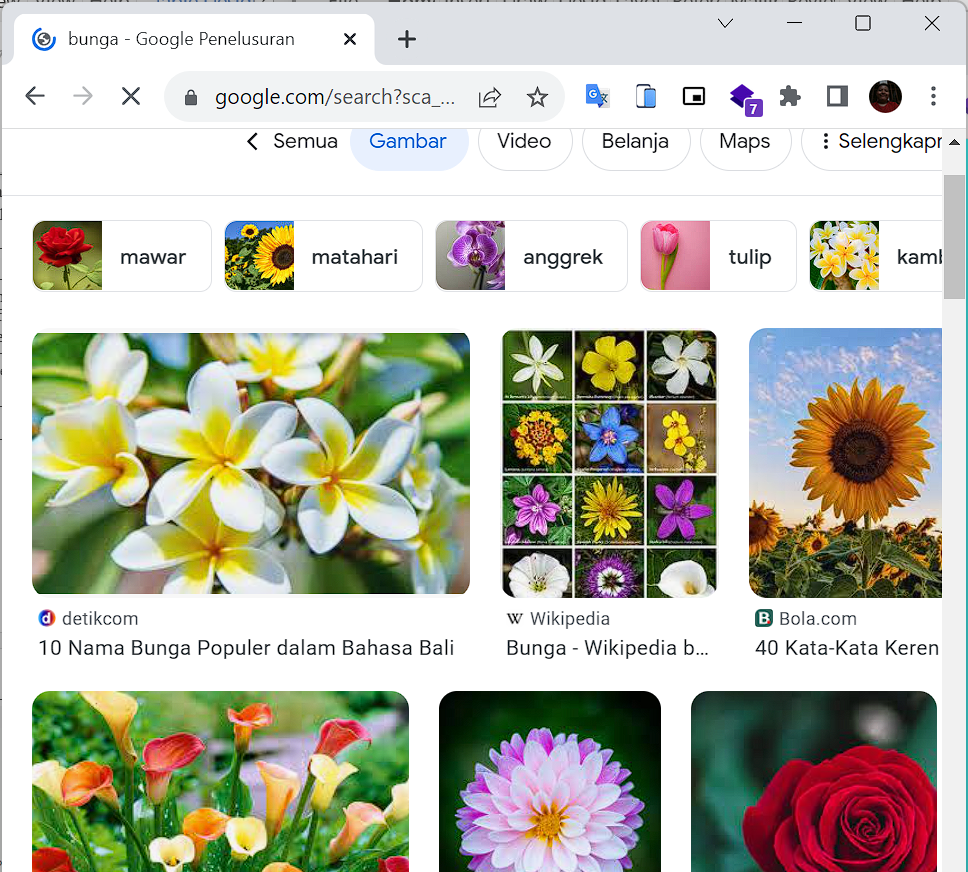 bunga - Google Penelusuran
google.com/search?sca_...
7
Semua
Gambar
Video
Belanja
Maps
Selengkapn
mawar
matahari
anggrek
tulip
kamb
detikcom
10 Nama Bunga Populer dalam Bahasa Bali
W Wikipedia
Bunga - Wikipedia b...
B Bola.com
40 Kata-Kata Keren